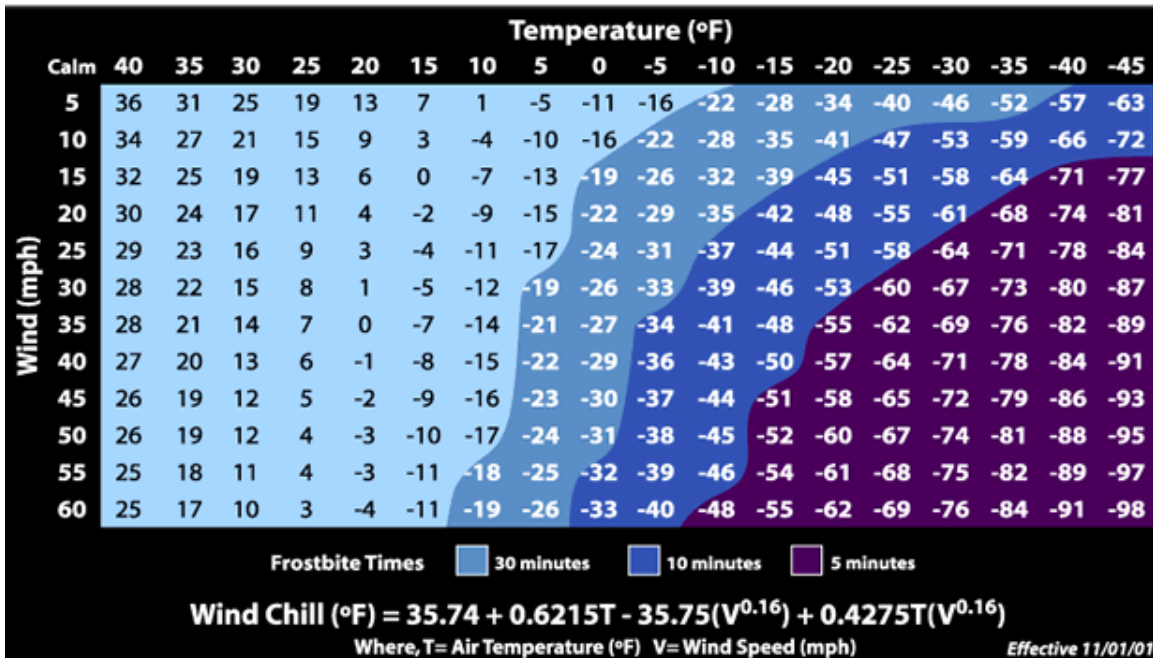 Temperature (ºF)
Calm 40 35 30 25 20 15 10 5 0 -5 -10 -15 -20 -25 -30 -35 -40 -45
5 36 31 25 19 13 7 1 -5 -11 -16 -22 -28 -34 -40 -46 -52 -57 -63
10 34 27 21 15 9 3 -4 -10 -16 -22 -28 -35 -41 -47 -53 -59 -66 -72
15 32 25 19 13 6 0 -7 -13 -19 -26 -32 -39 -45 -51 -58 -64 -71 -77
20 30 24 17 11 4 -2 -9 -15 -22 -29 -35 -42 -48 -55 -61 -68 -74 -81
25 29 23 16 9 3 -4 -11 -17 -24 -31 -37 -44 -51 -58 -64 -71 -78 -84
30 28 22 15 8 1 -5 -12 -19 -26 -33 -39 -46 -53 -60 -67 -73 -80 -87
35 28 21 14 7 0 -7 -14 -21 -27 -34 -41 -48 -55 -62 -69 -76 -82 -89
40 27 20 13 6 -1 -8 -15 -22 -29 -36 -43 -50 -57 -64 -71 -78 -84 -91
45 26 19 12 5 -2 -9 -16 -23 -30 -37 -44 -51 -58 -65 -72 -79 -86 -93
50 26 19 12 4 -3 -10 -17 -24 -31 -38 -45 -52 -60 -67 -74 -81 -88 -95
55 25 18 11 4 -3 -11 -18 -25 -32 -39 -46 -54 -61 -68 -75 -82 -89 -97
60 25 17 10 3 -4 -11 -19 -26 -33 -40 -48 -55 -62 -69 -76 -84 -91 -98
Wind (mph)
Frostbite Times 30 minutes 10 minutes 5 minutes
Wind Chill (ºF) = 35.74 + 0.6215T - 35.75(V^0.16) + 0.4275T(V^0.16)
Where, T= Air Temperature (ºF) V= Wind Speed (mph) Effective 11/01/01